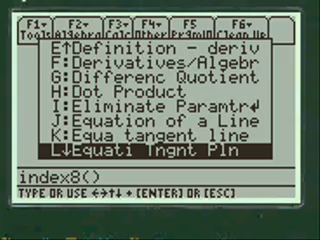 F1▾ F2▾ F3▾ F4▾ F5 F6▾
Tools Algebra Calc Other PrgmIO Clean Up
E↑Definition - deriv
F:Derivatives/Algebr
G:Differenc Quotient
H:Dot Product
I:Eliminate Paramtr↲
J:Equation of a Line
K:Equa tangent line
L↓Equati Tngnt Pln
index8()
TYPE OR USE ←→↑↓ + [ENTER] OR [ESC]